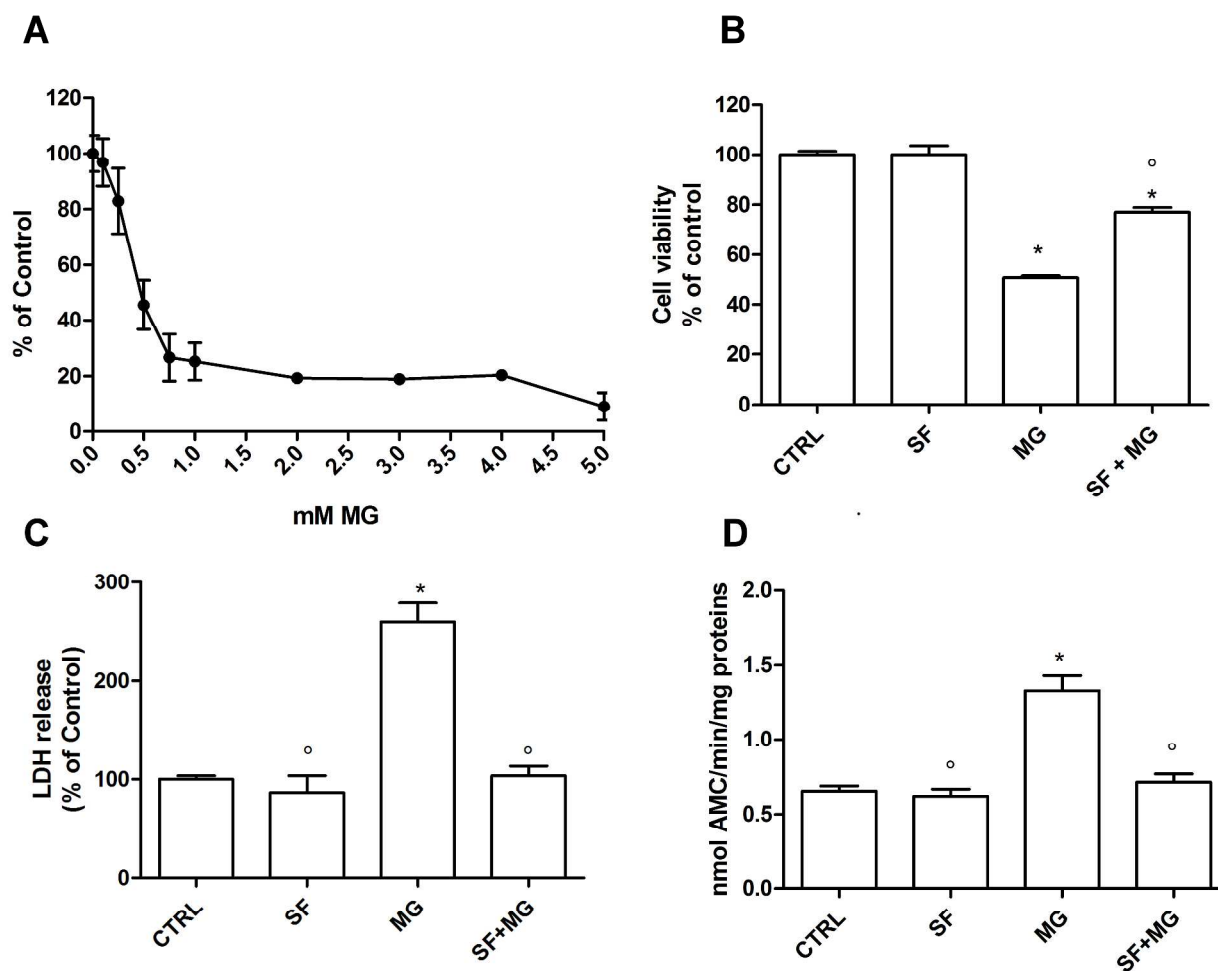 A
% of Control
120
100
80
60
40
20
0
0.0
0.5
1.0
1.5
2.0
2.5
3.0
3.5
4.0
4.5
5.0
mM MG
B
Cell viability
% of control
120
100
80
60
40
20
0
*
°
*
CTRL
SF
MG
SF + MG
C
LDH release
(% of Control)
300
200
100
0
°
*
°
CTRL
SF
MG
SF+MG
D
nmol AMC/min/mg proteins
2.0
1.5
1.0
0.5
0.0
°
*
°
CTRL
SF
MG
SF+MG